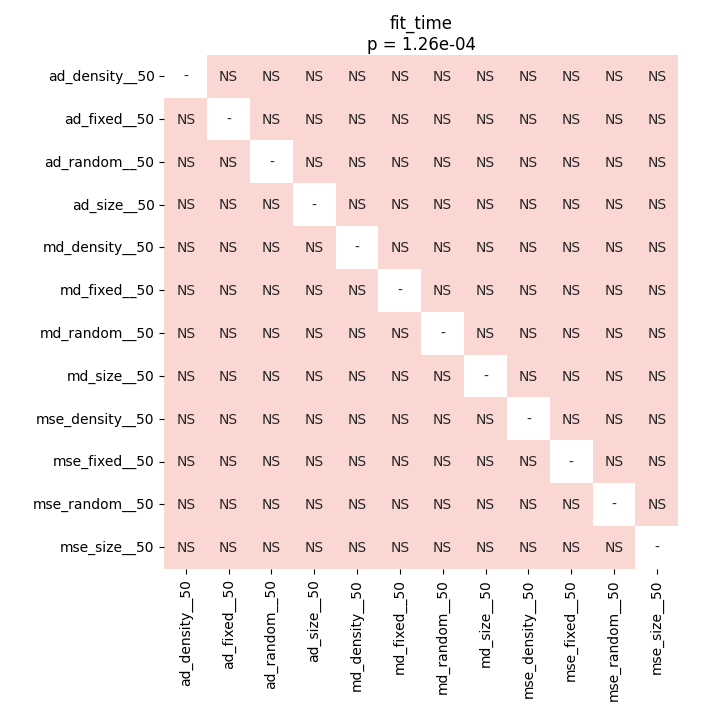 fit_time
p = 1.26e-04
ad_density__50 - NS NS NS NS NS NS NS NS NS NS NS
ad_fixed__50 NS - NS NS NS NS NS NS NS NS NS NS
ad_random__50 NS NS - NS NS NS NS NS NS NS NS NS
ad_size__50 NS NS NS - NS NS NS NS NS NS NS NS
md_density__50 NS NS NS NS - NS NS NS NS NS NS NS
md_fixed__50 NS NS NS NS NS - NS NS NS NS NS NS
md_random__50 NS NS NS NS NS NS - NS NS NS NS NS
md_size__50 NS NS NS NS NS NS NS - NS NS NS NS
mse_density__50 NS NS NS NS NS NS NS NS - NS NS NS
mse_fixed__50 NS NS NS NS NS NS NS NS NS - NS NS
mse_random__50 NS NS NS NS NS NS NS NS NS NS - NS
mse_size__50 NS NS NS NS NS NS NS NS NS NS NS -
ad_density__50
ad_fixed__50
ad_random__50
ad_size__50
md_density__50
md_fixed__50
md_random__50
md_size__50
mse_density__50
mse_fixed__50
mse_random__50
mse_size__50